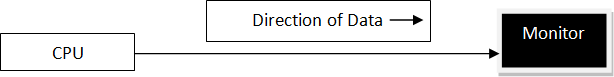 Direction of Data
Monitor
CPU